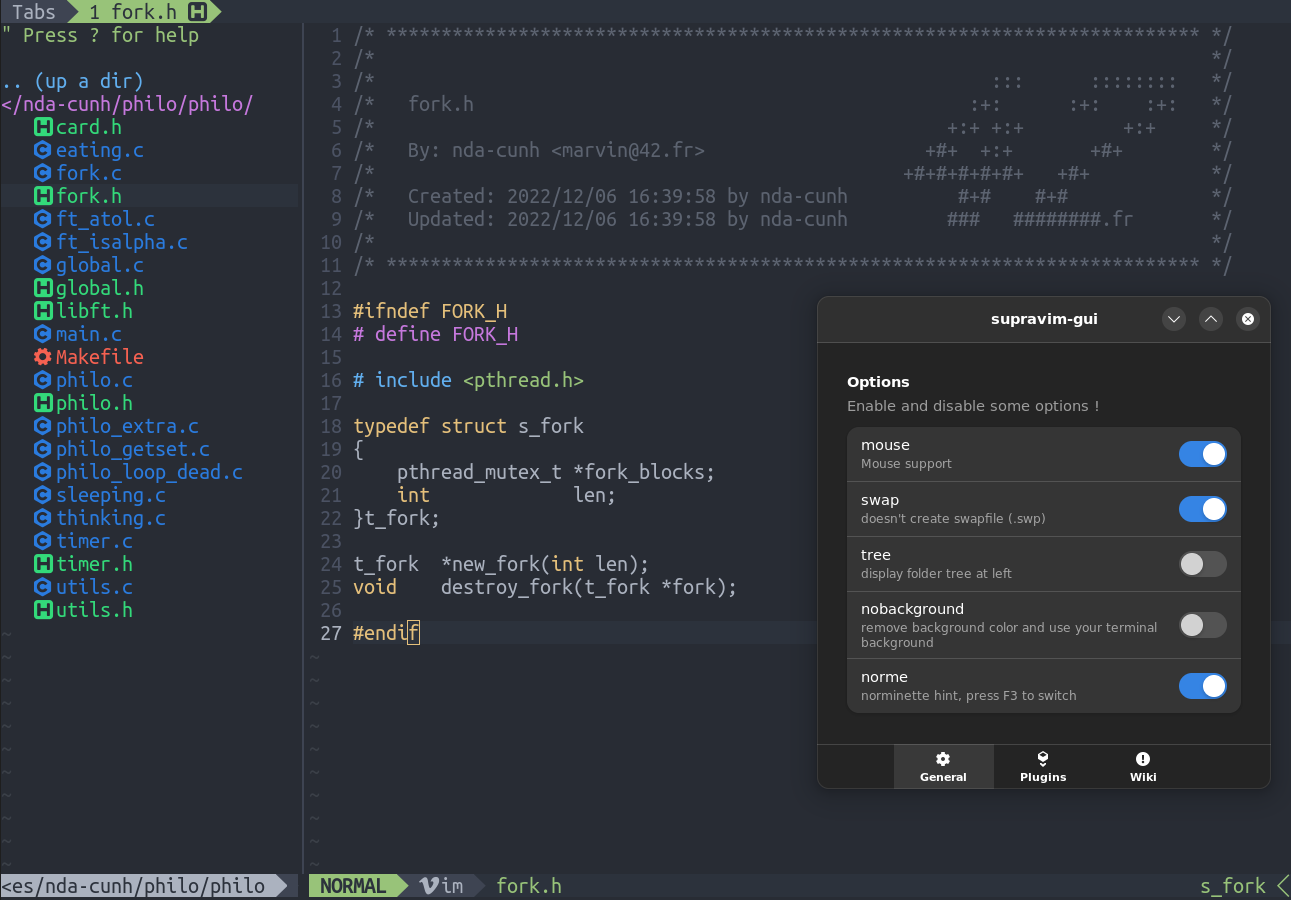 Tabs
1 fork.h
" Press ? for help
.. (up a dir)
</nda-cunh/philo/philo/
card.h
eating.c
fork.c
fork.h
ft_atol.c
ft_isalpha.c
global.c
global.h
libft.h
main.c
Makefile
philo.c
philo.h
philo_extra.c
philo_getset.c
philo_loop_dead.c
sleeping.c
thinking.c
timer.c
timer.h
utils.c
utils.h
<es/nda-cunh/philo/philo
1 /* ************************************************************************** */
2 /*                                                                            */
3 /*                                                        :::      ::::::::   */
4 /*   fork.h                                             :+:      :+:    :+:   */
5 /*                                                    +:+ +:+         +:+     */
6 /*   By: nda-cunh <marvin@42.fr>                    +#+  +:+       +#+        */
7 /*                                                +#+#+#+#+#+   +#+           */
8 /*   Created: 2022/12/06 16:39:58 by nda-cunh          #+#    #+#             */
9 /*   Updated: 2022/12/06 16:39:58 by nda-cunh         ###   ########.fr       */
10 /*                                                                            */
11 /* ************************************************************************** */
12
13 #ifndef FORK_H
14 # define FORK_H
15
16 # include <pthread.h>
17
18 typedef struct s_fork
19 {
20     pthread_mutex_t *fork_blocks;
21     int             len;
22 }t_fork;
23
24 t_fork  *new_fork(int len);
25 void    destroy_fork(t_fork *fork);
26
27 #endif
NORMAL
Vim
fork.h
s_fork
supravim-gui
Options
Enable and disable some options !
mouse
Mouse support
swap
doesn't create swapfile (.swp)
tree
display folder tree at left
nobackground
remove background color and use your terminal
background
norme
norminette hint, press F3 to switch
General
Plugins
Wiki